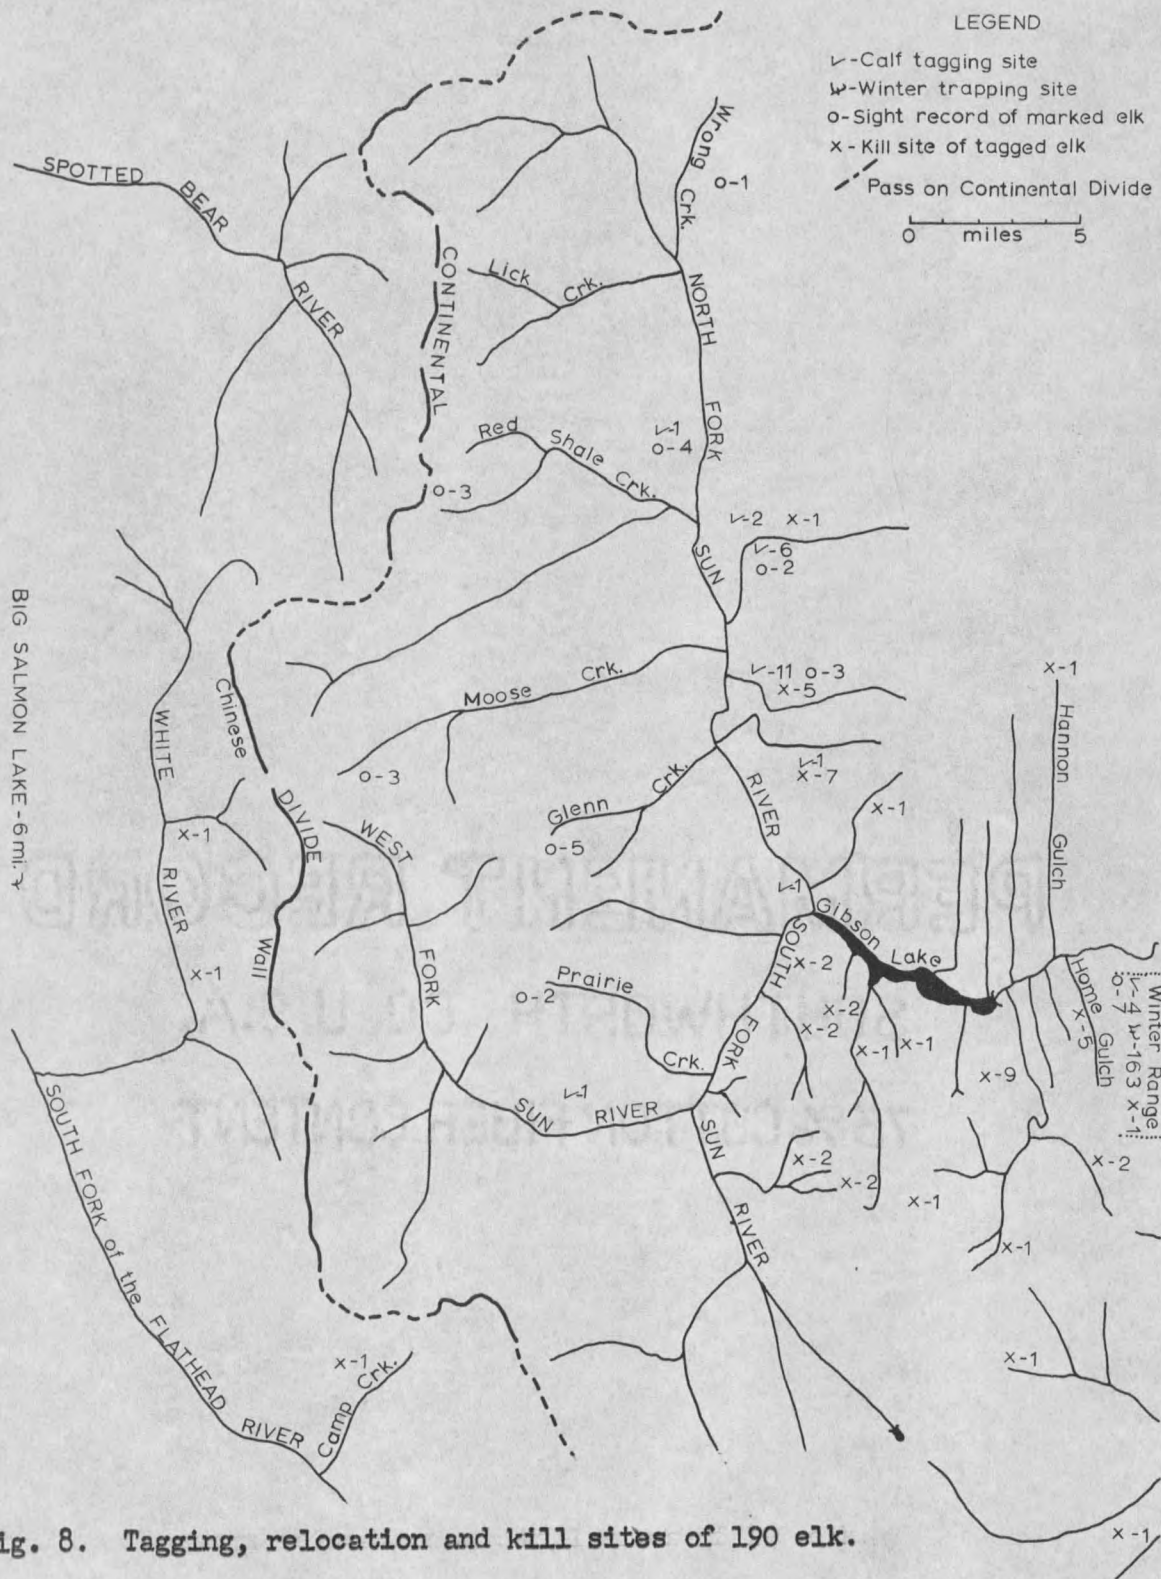 LEGEND
✓-Calf tagging site
-Winter trapping site
o-Sight record of marked elk
x-Kill site of tagged elk
Pass on Continental Divide
0 miles 5
SPOTTED BEAR RIVER
CONTINENTAL
DIVIDE
Chinese
Wall
Wrong Crk.
o-1
Lick Crk.
NORTH FORK
SUN
RIVER
Red Shale Crk.
✓-1
o-4
o-3
✓-2 x-1
✓-6
o-2
Moose Crk.
o-3
✓-11 o-3
x-5
✓-1
x-7
x-1
Hannon Gulch
x-1
Glenn Crk.
o-5
x-1
✓-1
Gibson Lake
BIG SALMON LAKE-6mi.
WHITE RIVER
x-1
x-1
WEST FORK
SUN RIVER
✓-1
Prairie Crk.
o-2
SOUTH FORK
SUN RIVER
x-2
x-2
x-2
x-1
x-1
x-9
Home Gulch
x-5
Winter Range
✓-4 -163 x-1
o-7
x-2
x-2
x-1
x-2
x-1
x-1
x-1
SOUTH FORK of the FLATHEAD RIVER
x-1
Camp Crk.
ig. 8. Tagging, relocation and kill sites of 190 elk.